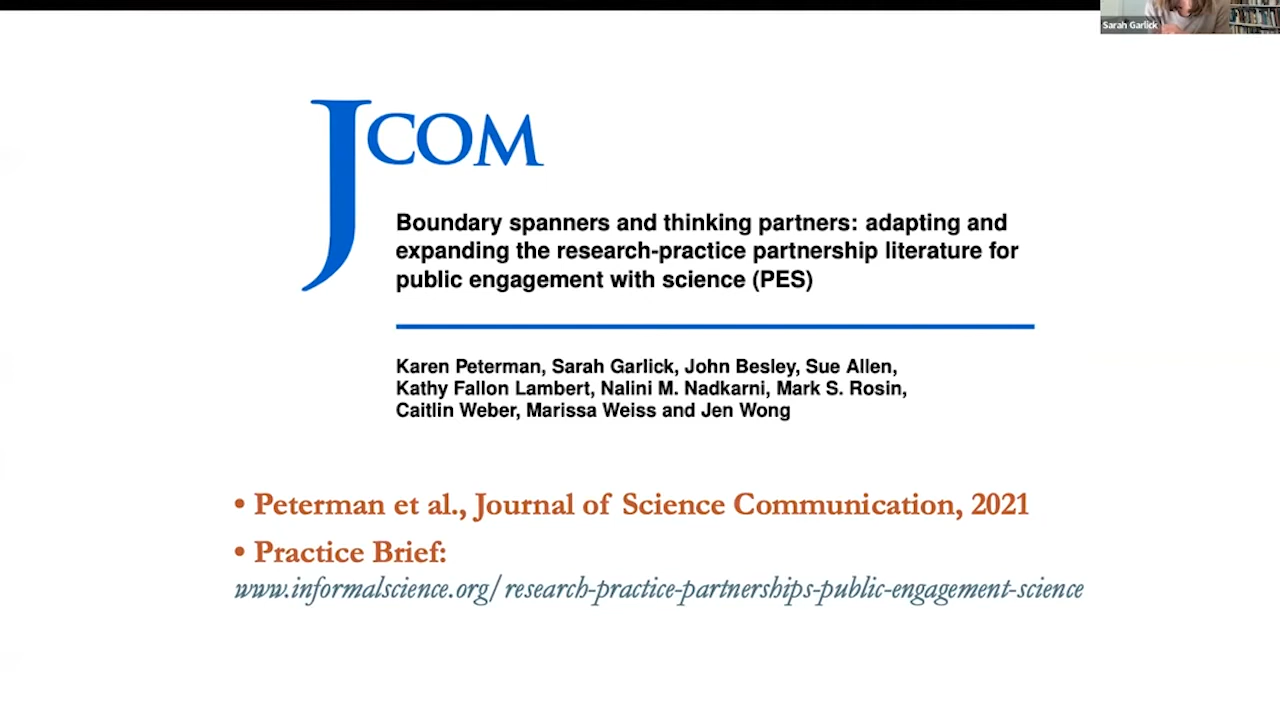 Sarah Garlick
JCOM
Boundary spanners and thinking partners: adapting and
expanding the research-practice partnership literature for
public engagement with science (PES)
Karen Peterman, Sarah Garlick, John Besley, Sue Allen,
Kathy Fallon Lambert, Nalini M. Nadkarni, Mark S. Rosin,
Caitlin Weber, Marissa Weiss and Jen Wong
• Peterman et al., Journal of Science Communication, 2021
• Practice Brief:
www.informalscience.org/research-practice-partnerships-public-engagement-science